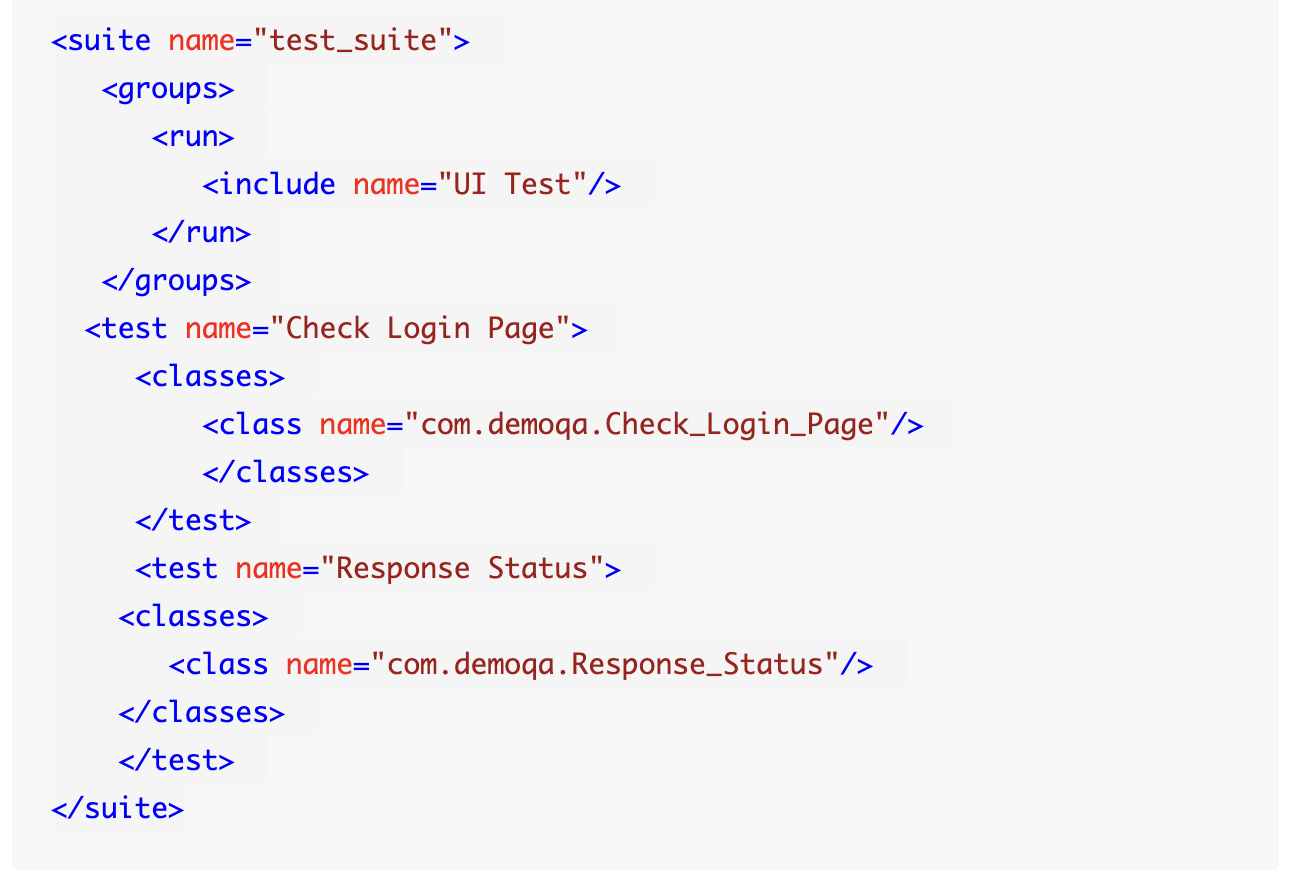 <suite name="test_suite">
<groups>
<run>
<include name="UI Test"/>
</run>
</groups>
<test name="Check Login Page">
<classes>
<class name="com.demoqa.Check_Login_Page"/>
</classes>
</test>
<test name="Response Status">
<classes>
<class name="com.demoqa.Response_Status"/>
</classes>
</test>
</suite>